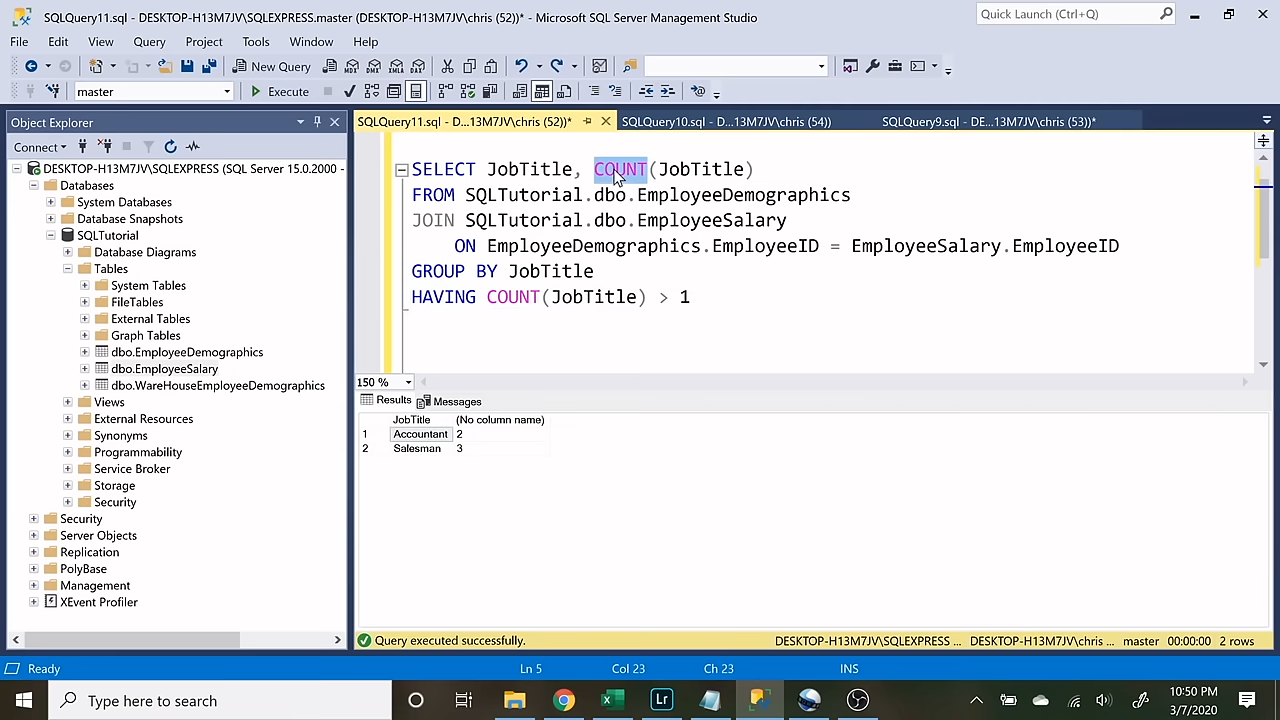 SQLQuery11.sql - DESKTOP-H13M7JV\SQLEXPRESS.master (DESKTOP-H13M7JV\chris (52))* - Microsoft SQL Server Management Studio
Quick Launch (Ctrl+Q)
File Edit View Query Project Tools Window Help
New Query
master
Execute
Object Explorer
SQLQuery11.sql - D...13M7JV\chris (52))*
SQLQuery10.sql - D...13M7JV\chris (54))
SQLQuery9.sql - DE...13M7JV\chris (53))*
Connect
DESKTOP-H13M7JV\SQLEXPRESS (SQL Server 15.0.2000 -
Databases
System Databases
Database Snapshots
SQLTutorial
Database Diagrams
Tables
System Tables
FileTables
External Tables
Graph Tables
dbo.EmployeeDemographics
dbo.EmployeeSalary
dbo.WareHouseEmployeeDemographics
Views
External Resources
Synonyms
Programmability
Service Broker
Storage
Security
Security
Server Objects
Replication
PolyBase
Management
XEvent Profiler
SELECT JobTitle, COUNT(JobTitle)
FROM SQLTutorial.dbo.EmployeeDemographics
JOIN SQLTutorial.dbo.EmployeeSalary
ON EmployeeDemographics.EmployeeID = EmployeeSalary.EmployeeID
GROUP BY JobTitle
HAVING COUNT(JobTitle) > 1
150 %
Results Messages
JobTitle (No column name)
1 Accountant 2
2 Salesman 3
Query executed successfully.
DESKTOP-H13M7JV\SQLEXPRESS ... DESKTOP-H13M7JV\chris ... master 00:00:00 2 rows
Ready Ln 5 Col 23 Ch 23 INS
Type here to search
Lr
10:50 PM
3/7/2020